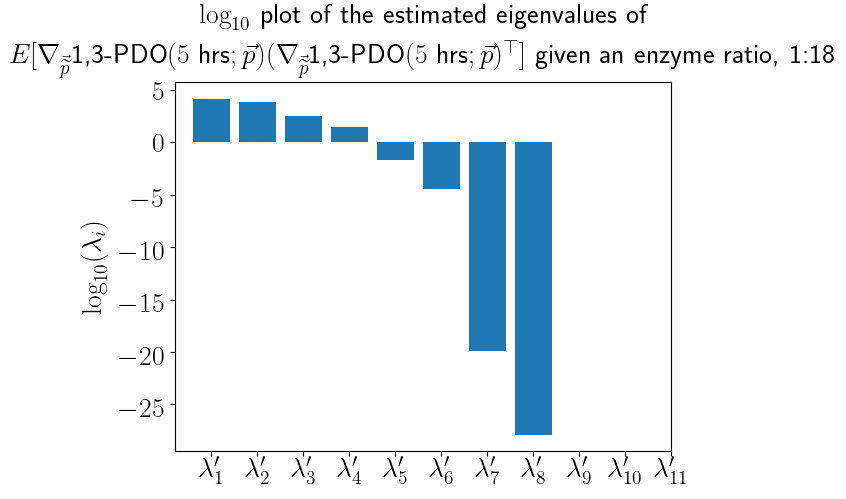 log₁₀ plot of the estimated eigenvalues of
E[∇_{p̃⃗}1,3-PDO(5 hrs; p⃗)(∇_{p̃⃗}1,3-PDO(5 hrs; p⃗)^⊤] given an enzyme ratio, 1:18
5
0
−5
−10
−15
−20
−25
log₁₀(λᵢ)
λ′₁ λ′₂ λ′₃ λ′₄ λ′₅ λ′₆ λ′₇ λ′₈ λ′₉ λ′₁₀ λ′₁₁